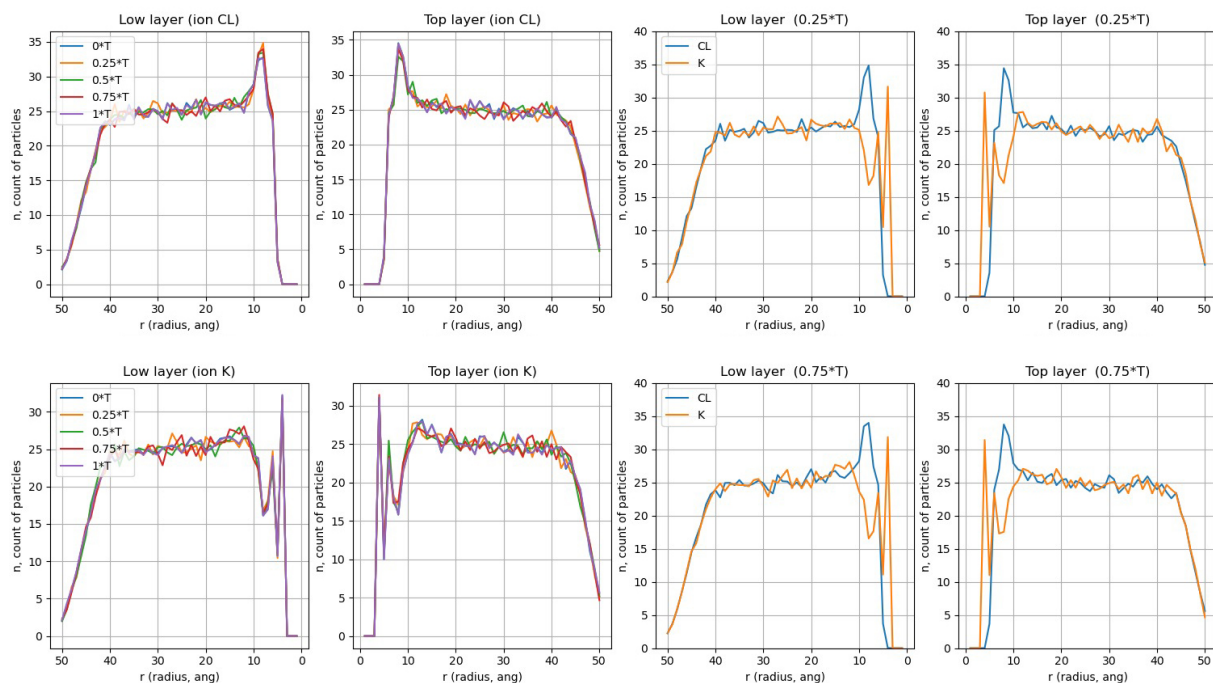 Low layer (ion CL)
n, count of particles
35
30
25
20
15
10
5
0
0*T
0.25*T
0.5*T
0.75*T
1*T
50 40 30 20 10 0
r (radius, ang)
Top layer (ion CL)
n, count of particles
35
30
25
20
15
10
5
0
0 10 20 30 40 50
r (radius, ang)
Low layer (0.25*T)
n, count of particles
40
35
30
25
20
15
10
5
0
CL
K
50 40 30 20 10 0
r (radius, ang)
Top layer (0.25*T)
n, count of particles
40
35
30
25
20
15
10
5
0
0 10 20 30 40 50
r (radius, ang)
Low layer (ion K)
n, count of particles
30
25
20
15
10
5
0
0*T
0.25*T
0.5*T
0.75*T
1*T
50 40 30 20 10 0
r (radius, ang)
Top layer (ion K)
n, count of particles
30
25
20
15
10
5
0
0 10 20 30 40 50
r (radius, ang)
Low layer (0.75*T)
n, count of particles
40
35
30
25
20
15
10
5
0
CL
K
50 40 30 20 10 0
r (radius, ang)
Top layer (0.75*T)
n, count of particles
40
35
30
25
20
15
10
5
0
0 10 20 30 40 50
r (radius, ang)